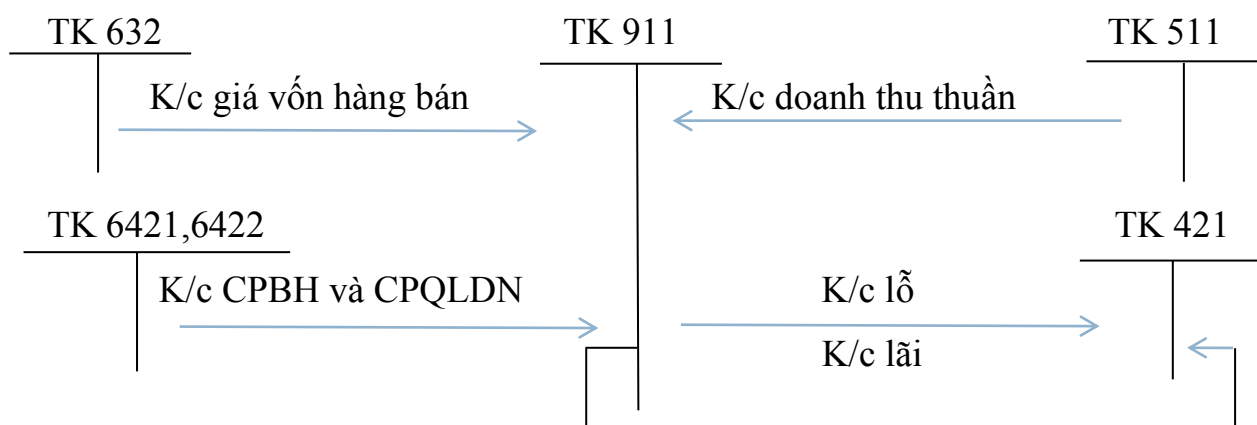 TK 632
TK 911
TK 511
K/c giá vốn hàng bán
K/c doanh thu thuần
TK 6421,6422
TK 421
K/c CPBH và CPQLDN
K/c lỗ
K/c lãi